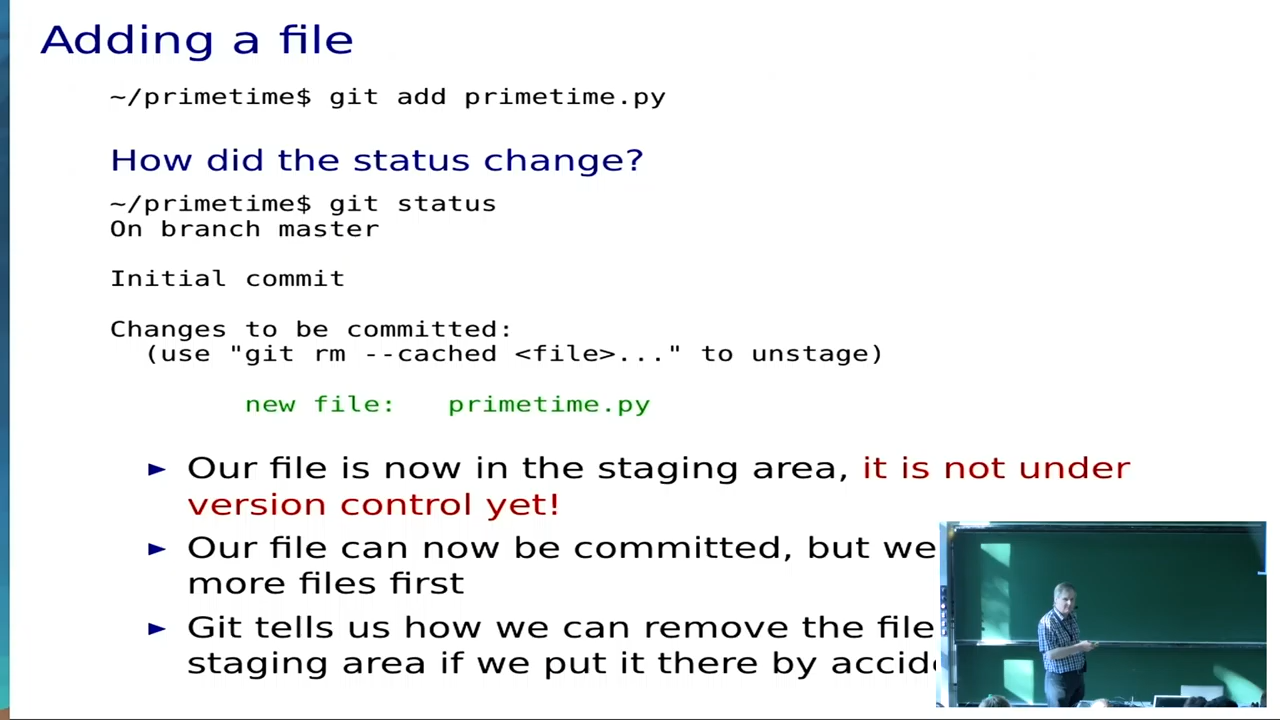 Adding a file
~/primetime$ git add primetime.py
How did the status change?
~/primetime$ git status
On branch master
Initial commit
Changes to be committed:
(use "git rm --cached <file>..." to unstage)
new file: primetime.py
► Our file is now in the staging area, it is not under
version control yet!
► Our file can now be committed, but we
more files first
► Git tells us how we can remove the file
staging area if we put it there by